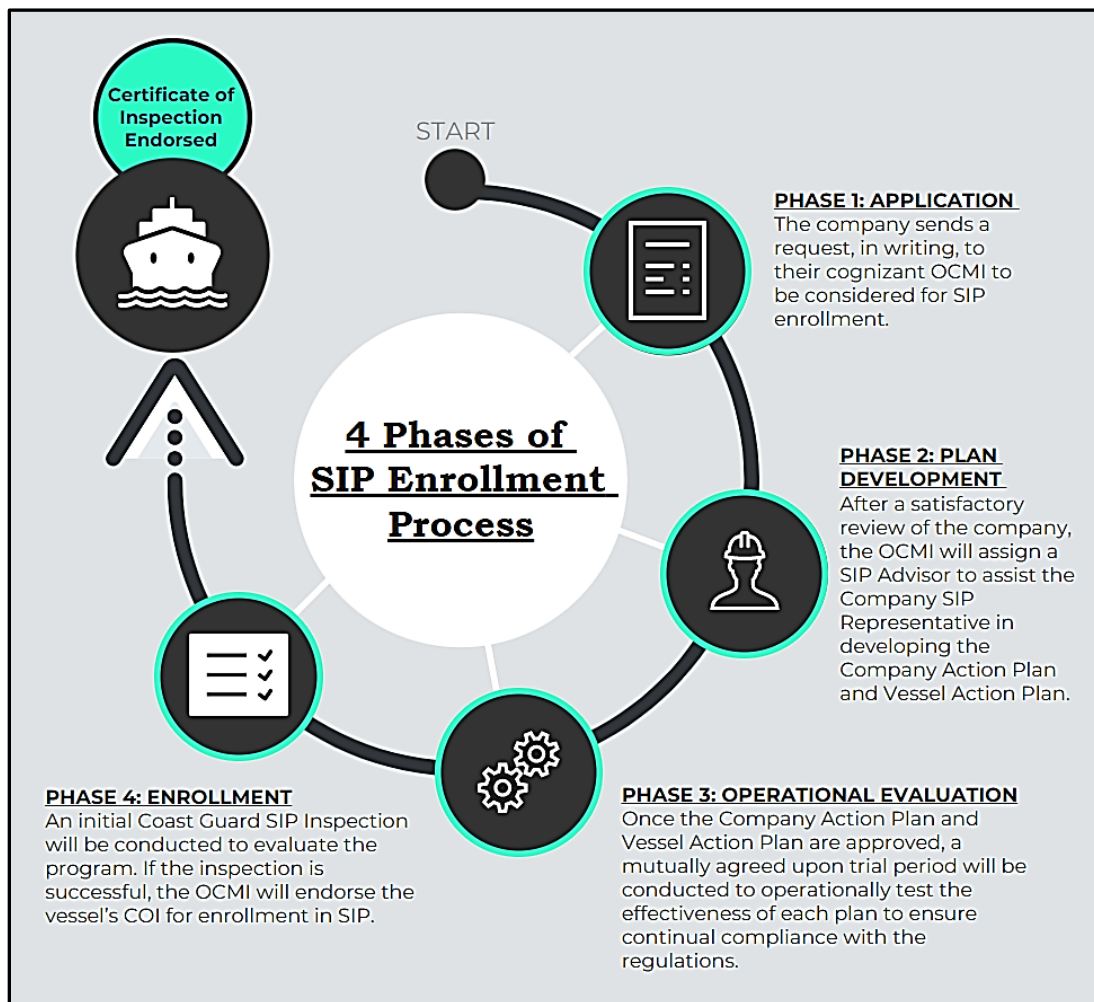 Certificate of
Inspection
Endorsed
START
PHASE 1: APPLICATION
The company sends a
request, in writing, to
their cognizant OCMI to
be considered for SIP
enrollment.
4 Phases of
SIP Enrollment
Process
PHASE 2: PLAN
DEVELOPMENT
After a satisfactory
review of the company,
the OCMI will assign a
SIP Advisor to assist the
Company SIP
Representative in
developing the
Company Action Plan
and Vessel Action Plan.
PHASE 3: OPERATIONAL EVALUATION
Once the Company Action Plan and
Vessel Action Plan are approved, a
mutually agreed upon trial period will be
conducted to operationally test the
effectiveness of each plan to ensure
continual compliance with the
regulations.
PHASE 4: ENROLLMENT
An initial Coast Guard SIP Inspection
will be conducted to evaluate the
program. If the inspection is
successful, the OCMI will endorse the
vessel's COI for enrollment in SIP.